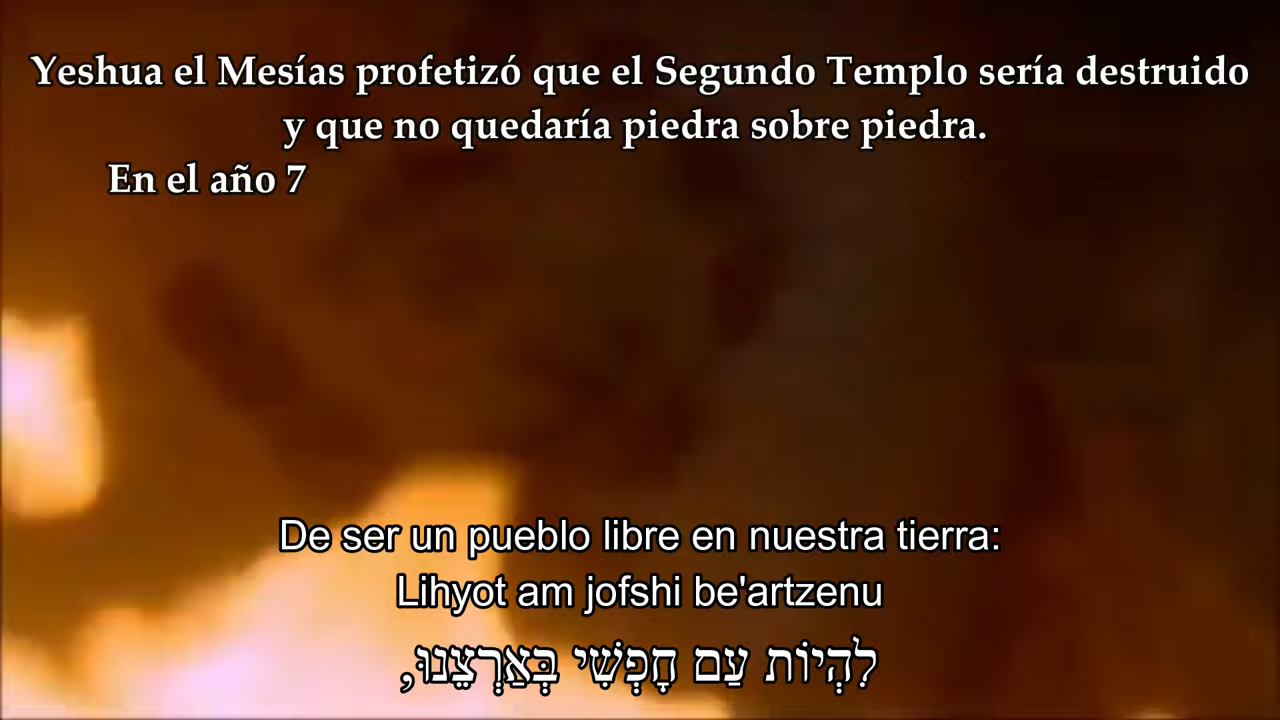 Yeshua el Mesías profetizó que el Segundo Templo sería destruido
y que no quedaría piedra sobre piedra.
En el año 7
De ser un pueblo libre en nuestra tierra:
Lihyot am jofshi be'artzenu
לִהְיוֹת עַם חָפְשִׁי בְּאַרְצֵנוּ,